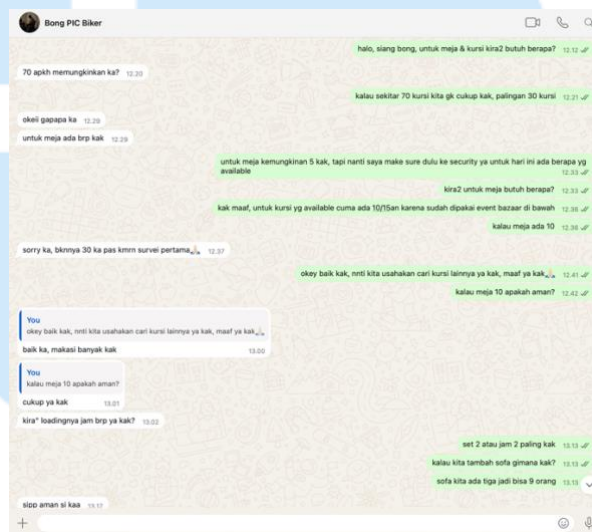 Bong PIC Biker
halo, siang bong, untuk meja & kursi kira2 butuh berapa? 12.12
70 apkh memungkinkan ka? 12.20
kalau sekitar 70 kursi kita gk cukup kak, palingan 30 kursi 12.21
okeii gapapa ka 12.29
untuk meja ada brp kak 12.29
untuk meja kemungkinan 5 kak, tapi nanti saya make sure dulu ke security ya untuk hari ini ada berapa yg
available 12.33
kira2 untuk meja butuh berapa? 12.33
kak maaf, untuk kursi yg available cuma ada 10/15an karena sudah dipakai event bazaar di bawah 12.36
kalau meja ada 10 12.36
sorry ka, bknnya 30 ka pas kmrn survei pertama🙏🏻 12.37
okey baik kak, nnti kita usahakan cari kursi lainnya ya kak, maaf ya kak🙏🏻 12.41
kalau meja 10 apakah aman? 12.42
You
okey baik kak, nnti kita usahakan cari kursi lainnya ya kak, maaf ya kak🙏🏻
baik ka, makasi banyak kak 13.00
You
kalau meja 10 apakah aman?
cukup ya kak 13.01
kira" loadingnya jam brp ya kak? 13.02
set 2 atau jam 2 paling kak 13.13
kalau kita tambah sofa gimana kak? 13.13
sofa kita ada tiga jadi bisa 9 orang 13.13
sipp aman si kaa 13.17